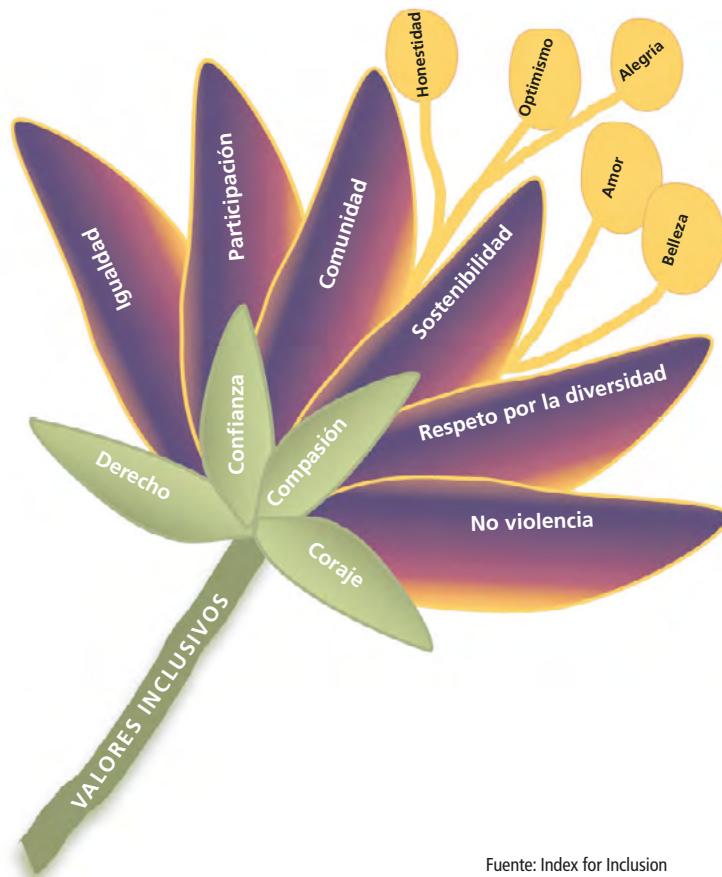 Honestidad
Optimismo
Alegría
Amor
Belleza
Igualdad
Participación
Comunidad
Sostenibilidad
Respeto por la diversidad
No violencia
Derecho
Confianza
Compasión
Coraje
VALORES INCLUSIVOS
Fuente: Index for Inclusion